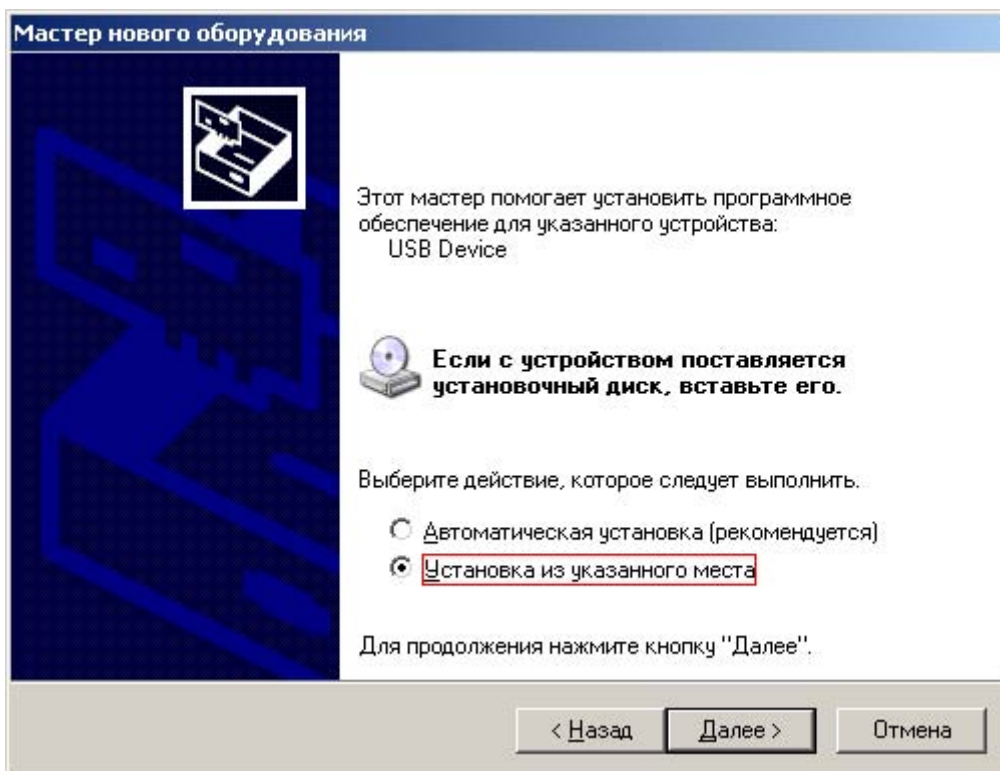 Мастер нового оборудования
Этот мастер помогает установить программное
обеспечение для указанного устройства:
USB Device
Если с устройством поставляется
установочный диск, вставьте его.
Выберите действие, которое следует выполнить.
Автоматическая установка (рекомендуется)
Установка из указанного места
Для продолжения нажмите кнопку "Далее".
< Назад
Далее >
Отмена